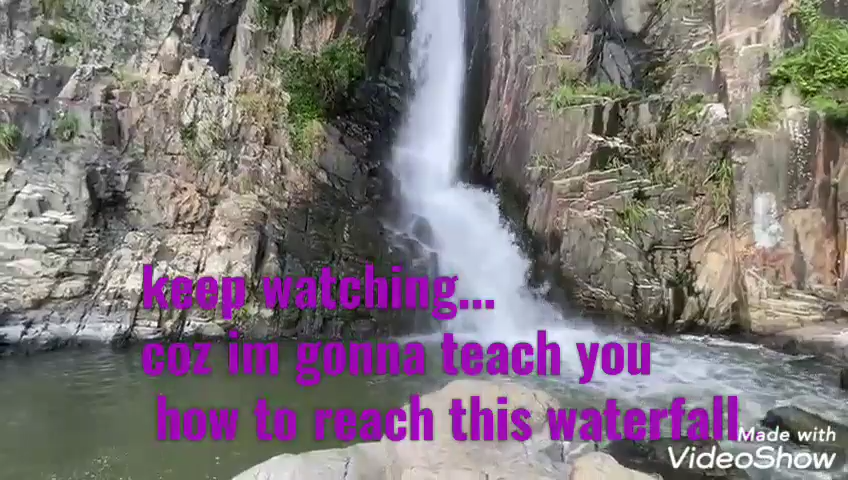 keep watching...
coz im gonna teach you
how to reach this waterfall
Made with
VideoShow